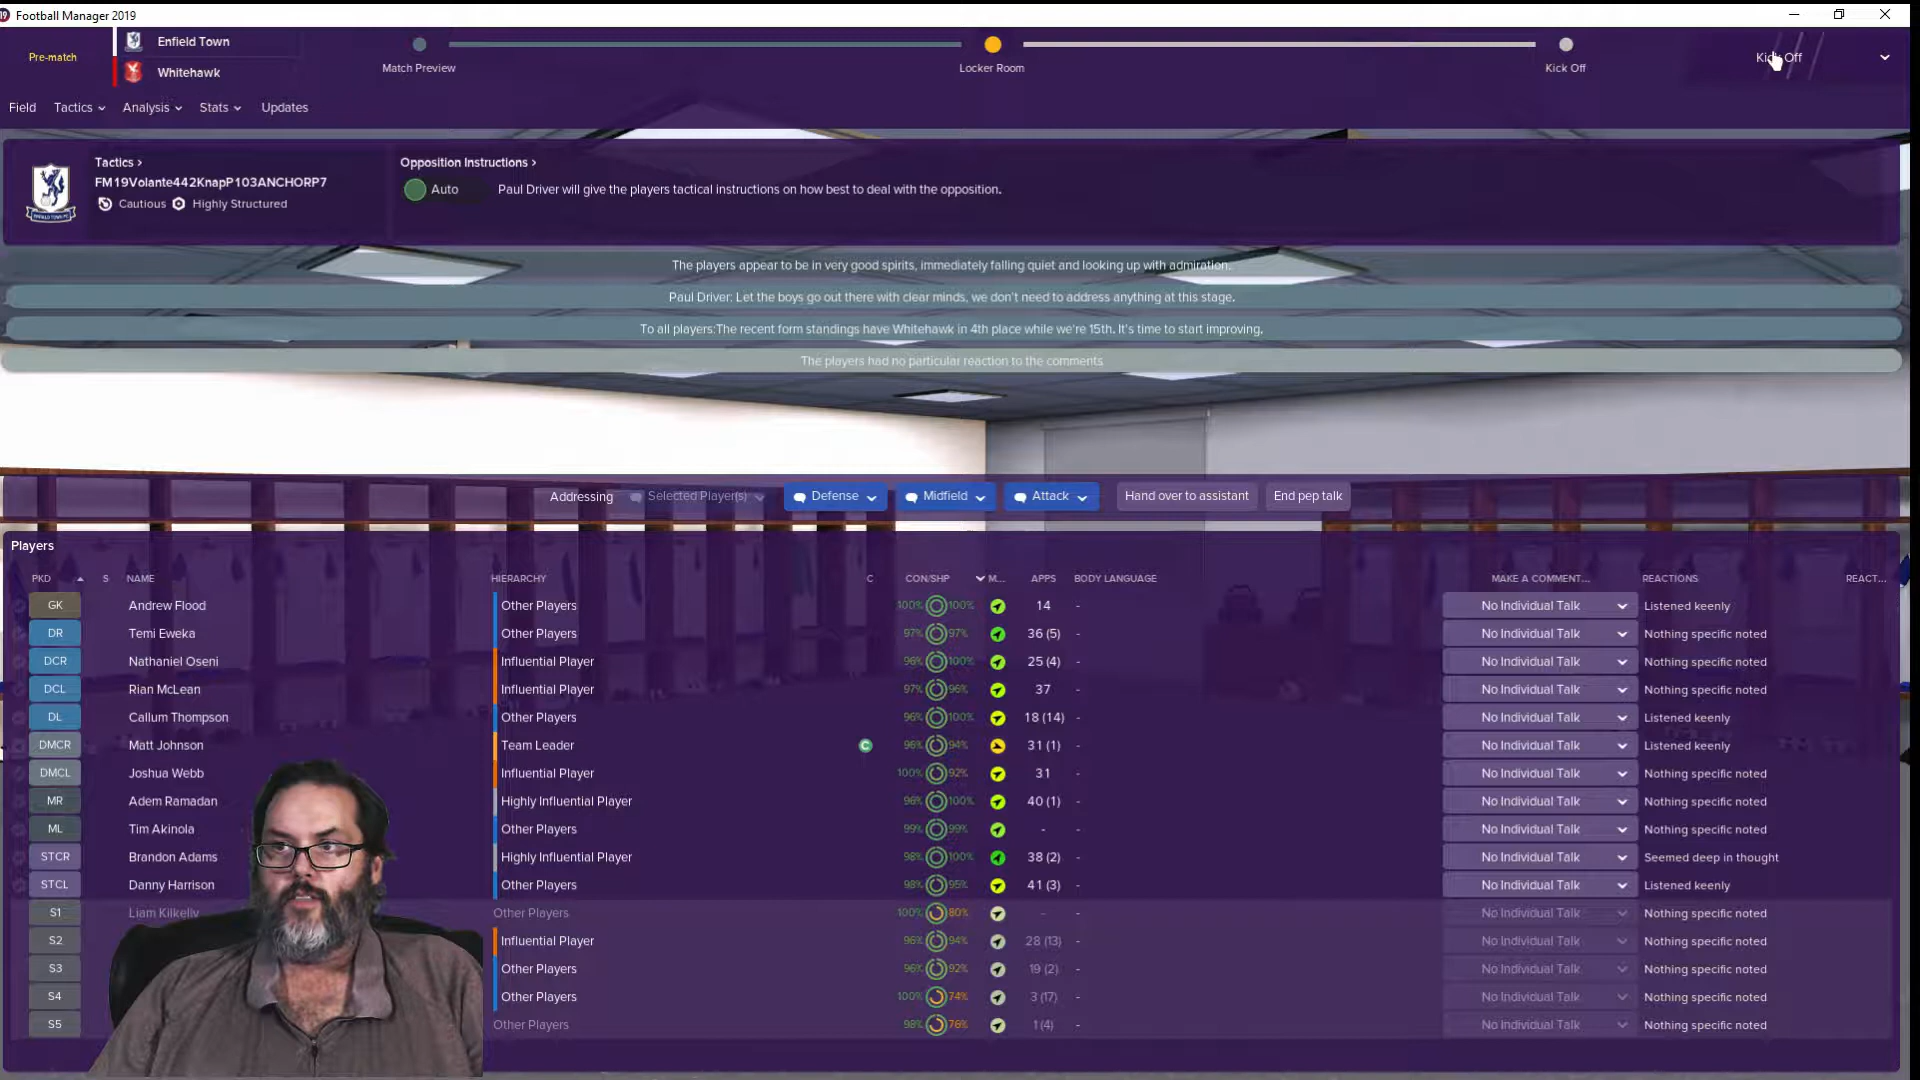 Football Manager 2019
Pre-match
Enfield Town
Whitehawk
Match Preview
Locker Room
Kick Off
Kick Off
Field Tactics Analysis Stats Updates
Tactics >
FM19Volante442KnapP103ANCHORP7
Cautious Highly Structured
Opposition Instructions >
Auto Paul Driver will give the players tactical instructions on how best to deal with the opposition.
ENFIELD TOWN FC
The players appear to be in very good spirits, immediately falling quiet and looking up with admiration.
Paul Driver: Let the boys go out there with clear minds, we don't need to address anything at this stage.
To all players:The recent form standings have Whitehawk in 4th place while we're 15th. It's time to start improving.
The players had no particular reaction to the comments
Addressing Selected Player(s) Defense Midfield Attack Hand over to assistant End pep talk
Players
PKD S NAME HIERARCHY C CON/SHP M... APPS BODY LANGUAGE MAKE A COMMENT... REACTIONS REACT...
GK Andrew Flood Other Players 100% 100% 14 - No Individual Talk Listened keenly
DR Temi Eweka Other Players 97% 97% 36 (5) - No Individual Talk Nothing specific noted
DCR Nathaniel Oseni Influential Player 96% 100% 25 (4) - No Individual Talk Nothing specific noted
DCL Rian McLean Influential Player 97% 96% 37 - No Individual Talk Nothing specific noted
DL Callum Thompson Other Players 96% 100% 18 (14) - No Individual Talk Listened keenly
DMCR Matt Johnson Team Leader C 96% 94% 31 (1) - No Individual Talk Listened keenly
DMCL Joshua Webb Influential Player 100% 92% 31 - No Individual Talk Nothing specific noted
MR Adem Ramadan Highly Influential Player 96% 100% 40 (1) - No Individual Talk Nothing specific noted
ML Tim Akinola Other Players 99% 99% - - No Individual Talk Nothing specific noted
STCR Brandon Adams Highly Influential Player 98% 100% 38 (2) - No Individual Talk Seemed deep in thought
STCL Danny Harrison Other Players 98% 95% 41 (3) - No Individual Talk Listened keenly
S1 Liam Kilkelly Other Players 100% 80% - - No Individual Talk Nothing specific noted
S2 Influential Player 96% 94% 28 (13) - No Individual Talk Nothing specific noted
S3 Other Players 96% 92% 19 (2) - No Individual Talk Nothing specific noted
S4 Other Players 100% 74% 3 (17) - No Individual Talk Nothing specific noted
S5 Other Players 98% 76% 1 (4) - No Individual Talk Nothing specific noted